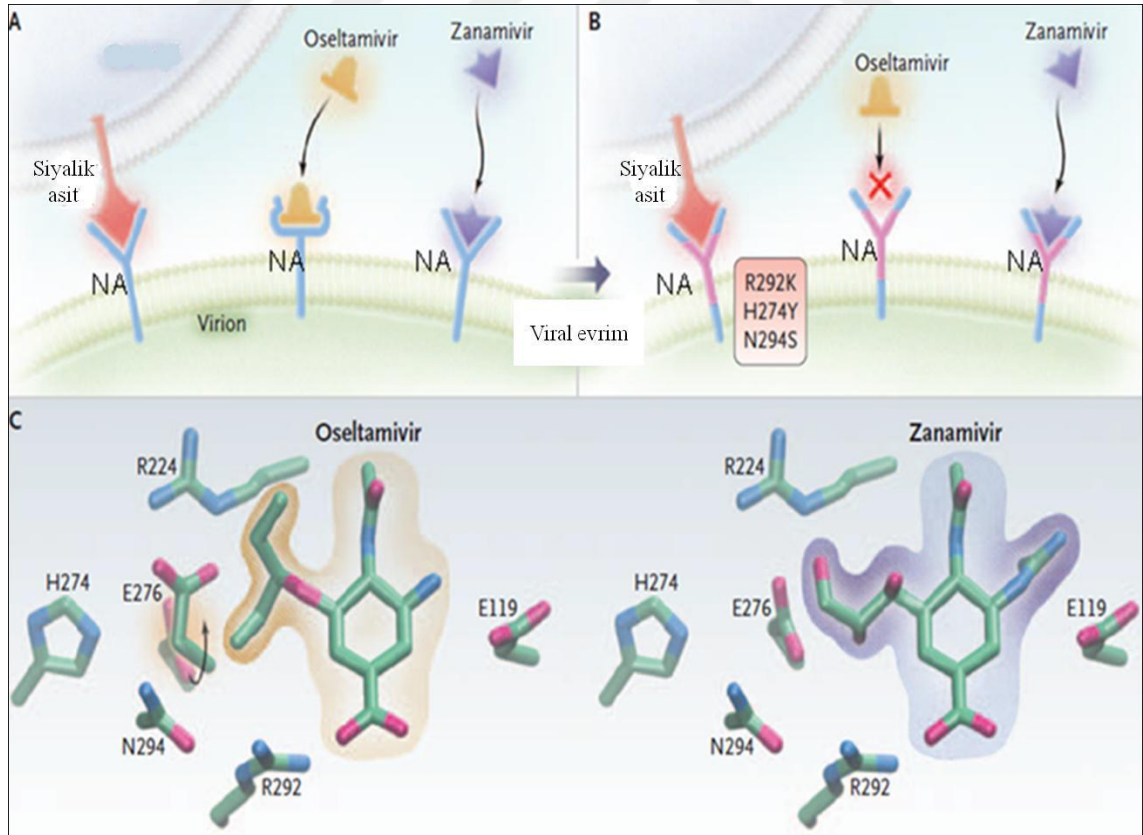 A
Oseltamivir
Zanamivir
Siyalik
asit
NA
NA
NA
Virion
Viral evrim
B
Oseltamivir
Zanamivir
Siyalik
asit
NA
NA
NA
R292K
H274Y
N294S
C
Oseltamivir
R224
H274
E276
E119
N294
R292
Zanamivir
R224
H274
E276
E119
N294
R292